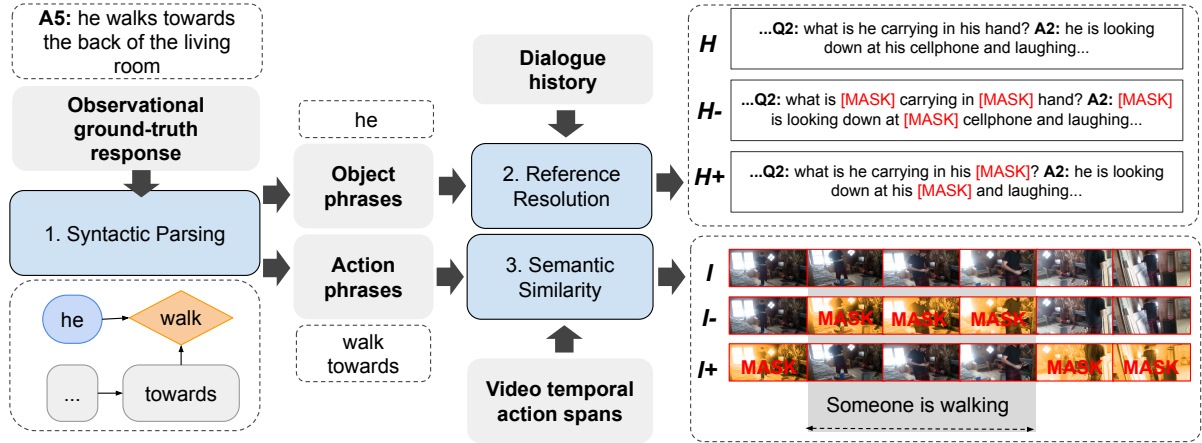 A5: he walks towards
the back of the living
room
Observational
ground-truth
response
1. Syntactic Parsing
he
walk
...
towards
he
Object
phrases
Action
phrases
walk
towards
Dialogue
history
2. Reference
Resolution
3. Semantic
Similarity
Video temporal
action spans
H
...Q2: what is he carrying in his hand? A2: he is looking
down at his cellphone and laughing...
H-
...Q2: what is [MASK] carrying in [MASK] hand? A2: [MASK]
is looking down at [MASK] cellphone and laughing...
H+
...Q2: what is he carrying in his [MASK]? A2: he is looking
down at his [MASK] and laughing...
I
I-
MASK MASK MASK
I+
MASK MASK MASK
Someone is walking